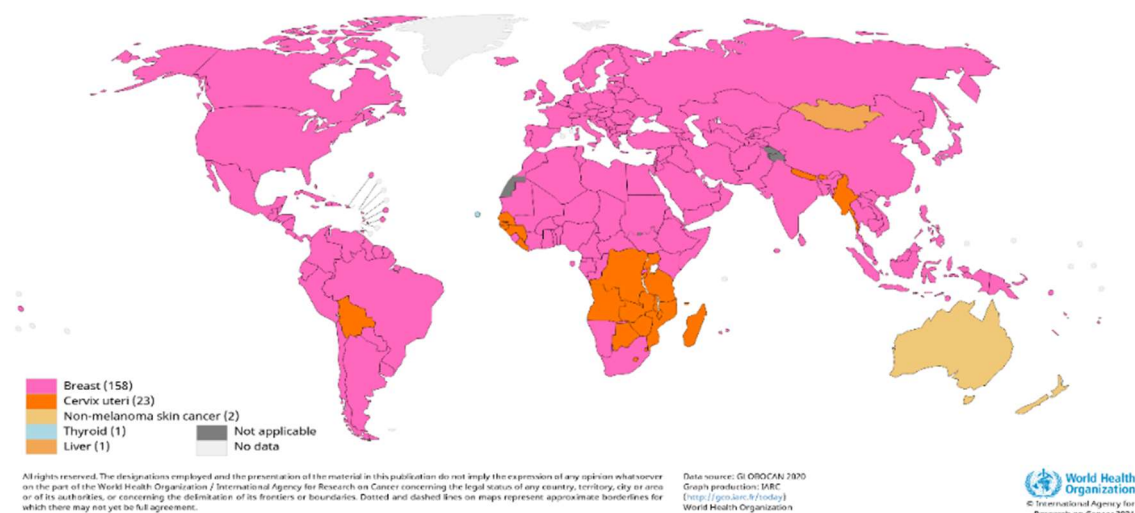 Breast (158)
Cervix uteri (23)
Non-melanoma skin cancer (2)
Thyroid (1)
Liver (1)
Not applicable
No data
All rights reserved. The designations employed and the presentation of the material in this publication do not imply the expression of any opinion whatsoever
on the part of the World Health Organization / International Agency for Research on Cancer concerning the legal status of any country, territory, city or area
or of its authorities, or concerning the delimitation of its frontiers or boundaries. Dotted and dashed lines on maps represent approximate borderlines for
which there may not yet be full agreement.
Data source: GLOBOCAN 2020
Graph production: IARC
(http://gco.iarc.fr/today)
World Health Organization
World Health
Organization
© International Agency for
Research on Cancer